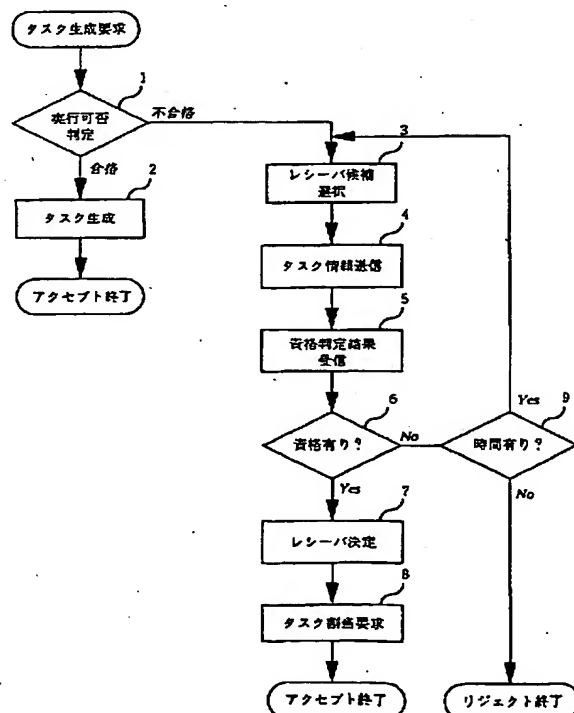 タスク生成要求
1
実行可否
判定
不合格
合格
2
タスク生成
アクセプト終了
3
レシーバ候補
選択
4
タスク情報送信
5
資格判定結果
受信
6
資格有り?
No
Yes
9
時間有り?
Yes
No
7
レシーバ決定
8
タスク割当要求
アクセプト終了
リジェクト終了